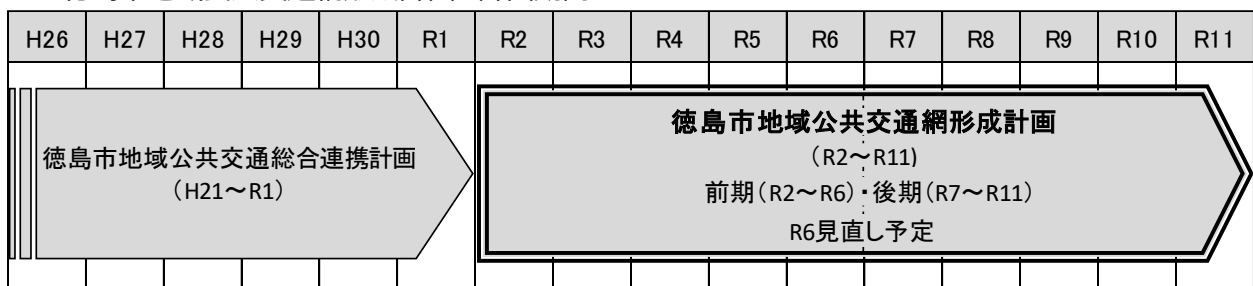 H26 H27 H28 H29 H30 R1 R2 R3 R4 R5 R6 R7 R8 R9 R10 R11
徳島市地域公共交通総合連携計画
（H21～R1）
徳島市地域公共交通網形成計画
（R2～R11)
前期（R2～R6）・後期（R7～R11）
R6見直し予定